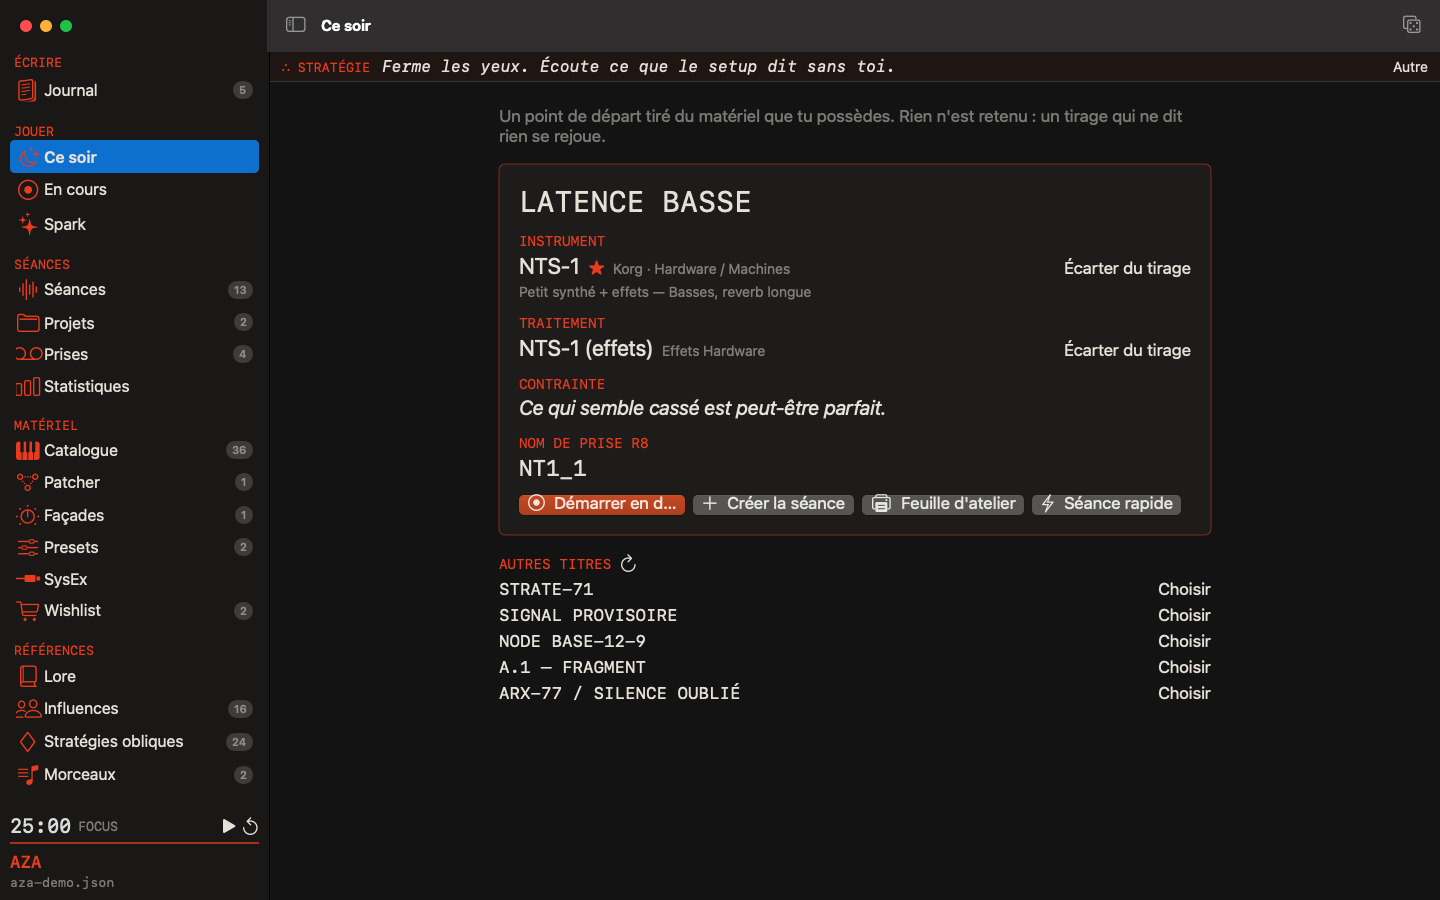 Ce soir
ÉCRIRE
Journal 5
JOUER
Ce soir
En cours
Spark
SÉANCES
Séances 13
Projets 2
Prises 4
Statistiques
MATÉRIEL
Catalogue 36
Patcher 1
Façades 1
Presets 2
SysEx
Wishlist 2
RÉFÉRENCES
Lore
Influences 16
Stratégies obliques 24
Morceaux 2
25:00 FOCUS
AZA
aza-demo.json
∴ STRATÉGIE Ferme les yeux. Écoute ce que le setup dit sans toi. Autre
Un point de départ tiré du matériel que tu possèdes. Rien n'est retenu : un tirage qui ne dit
rien se rejoue.
LATENCE BASSE
INSTRUMENT
NTS-1 ★ Korg · Hardware / Machines Écarter du tirage
Petit synthé + effets — Basses, reverb longue
TRAITEMENT
NTS-1 (effets) Effets Hardware Écarter du tirage
CONTRAINTE
Ce qui semble cassé est peut-être parfait.
NOM DE PRISE R8
NT1_1
Démarrer en d... Créer la séance Feuille d'atelier Séance rapide
AUTRES TITRES
STRATE–71 Choisir
SIGNAL PROVISOIRE Choisir
NODE BASE–12–9 Choisir
A.1 — FRAGMENT Choisir
ARX–77 / SILENCE OUBLIÉ Choisir